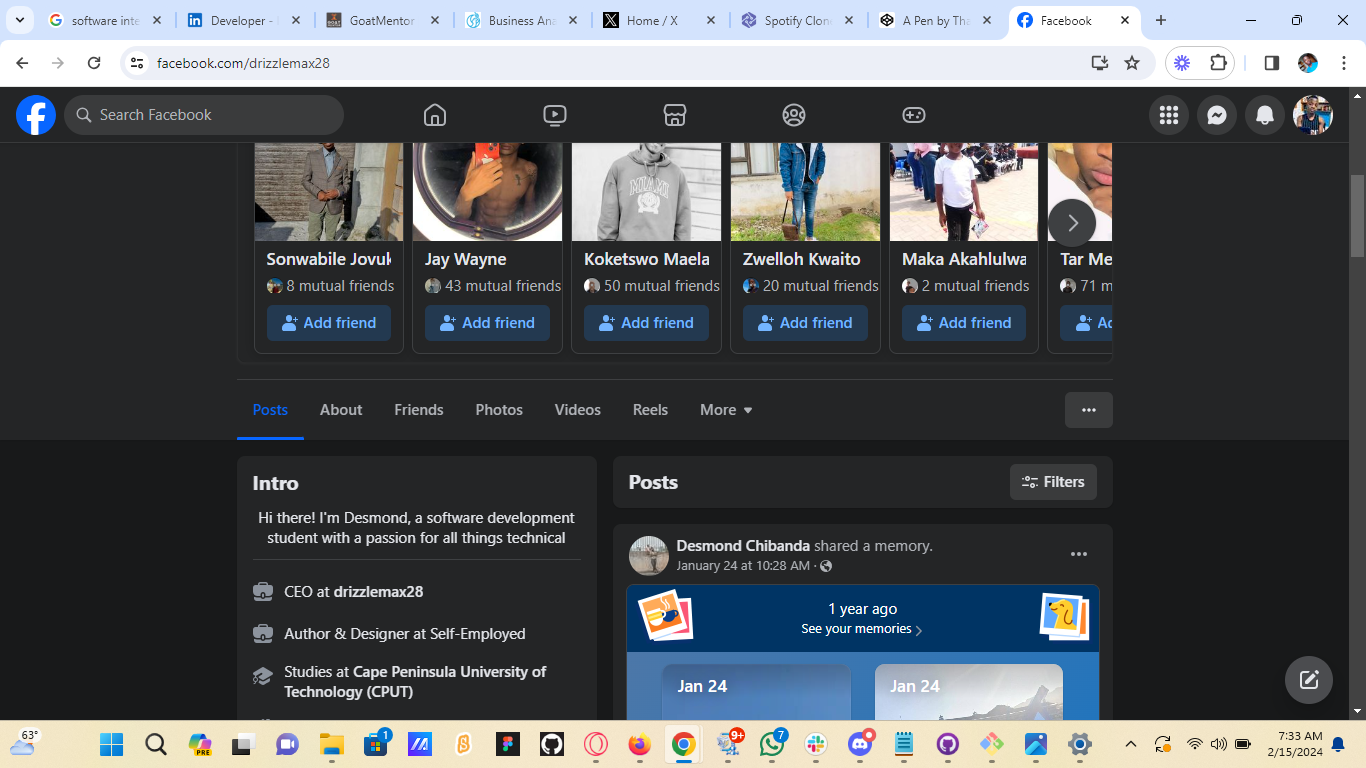 software inte
Developer -
GoatMentor
Business Ana
Home / X
Spotify Clon
A Pen by Tha
Facebook
facebook.com/drizzlemax28
Search Facebook
MIAMI
Sonwabile Jovuk
Jay Wayne
Koketswo Maela
Zwelloh Kwaito
Maka Akahlulwa
Tar Me
8 mutual friends
43 mutual friends
50 mutual friends
20 mutual friends
2 mutual friends
71 m
Add friend
Add friend
Add friend
Add friend
Add friend
Ad
Posts
About
Friends
Photos
Videos
Reels
More
Intro
Hi there! I'm Desmond, a software development
student with a passion for all things technical
CEO at drizzlemax28
Author & Designer at Self-Employed
Studies at Cape Peninsula University of
Technology (CPUT)
Posts
Filters
Desmond Chibanda shared a memory.
January 24 at 10:28 AM ·
1 year ago
See your memories
Jan 24
Jan 24
63°
PRE
1
9+
7
7:33 AM
2/15/2024